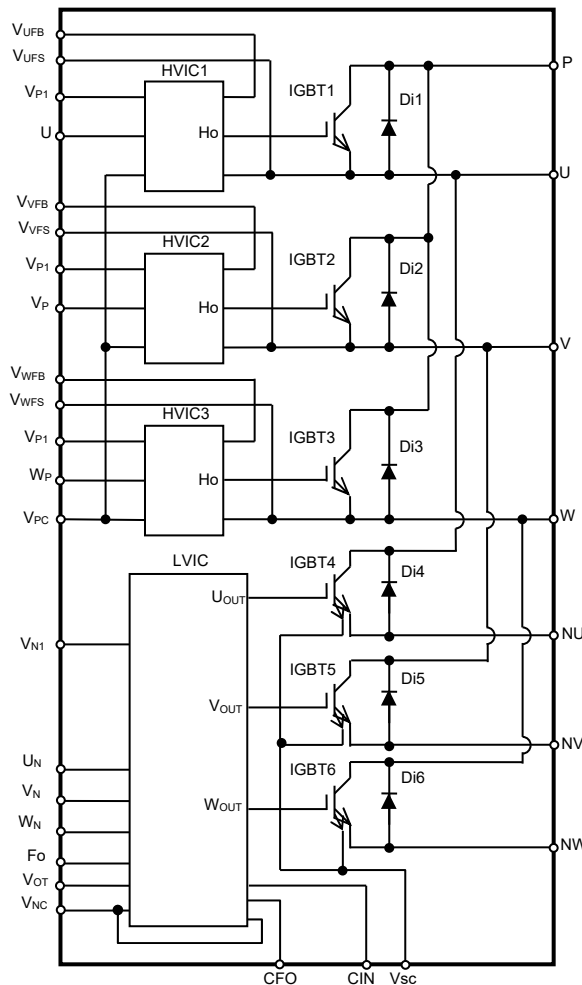 VUFB
VUFS
HVIC1
P
IGBT1
Di1
VP1
U
Ho
U
VVFB
VVFS
HVIC2
IGBT2
Di2
VP1
VP
Ho
V
VWFB
VWFS
HVIC3
IGBT3
Di3
VP1
WP
Ho
VPC
W
LVIC
IGBT4
Di4
UOUT
NU
VN1
IGBT5
Di5
VOUT
NV
UN
IGBT6
Di6
VN
WOUT
WN
NW
Fo
VOT
VNC
CFO
CIN
Vsc